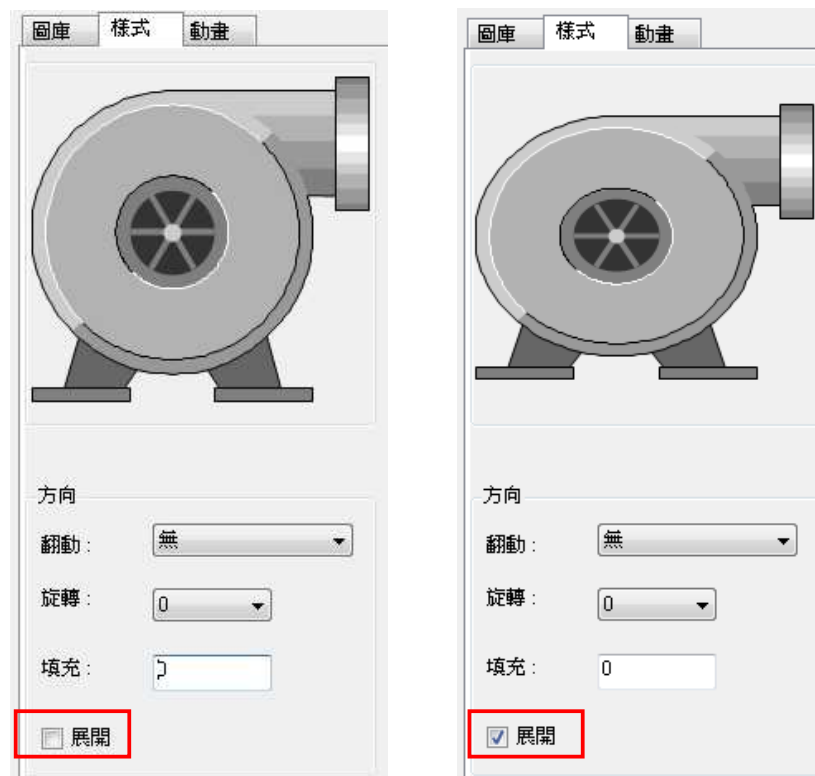 圖庫 樣式 動畫
方向
翻動: 無
旋轉: 0
填充: 0
展開
圖庫 樣式 動畫
方向
翻動: 無
旋轉: 0
填充: 0
展開